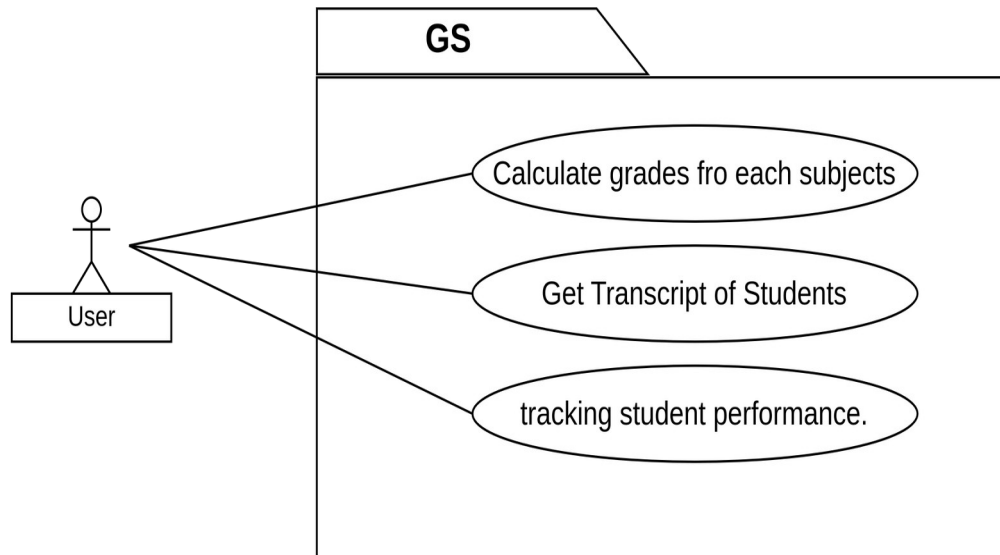 GS
Calculate grades fro each subjects
User
Get Transcript of Students
tracking student performance.